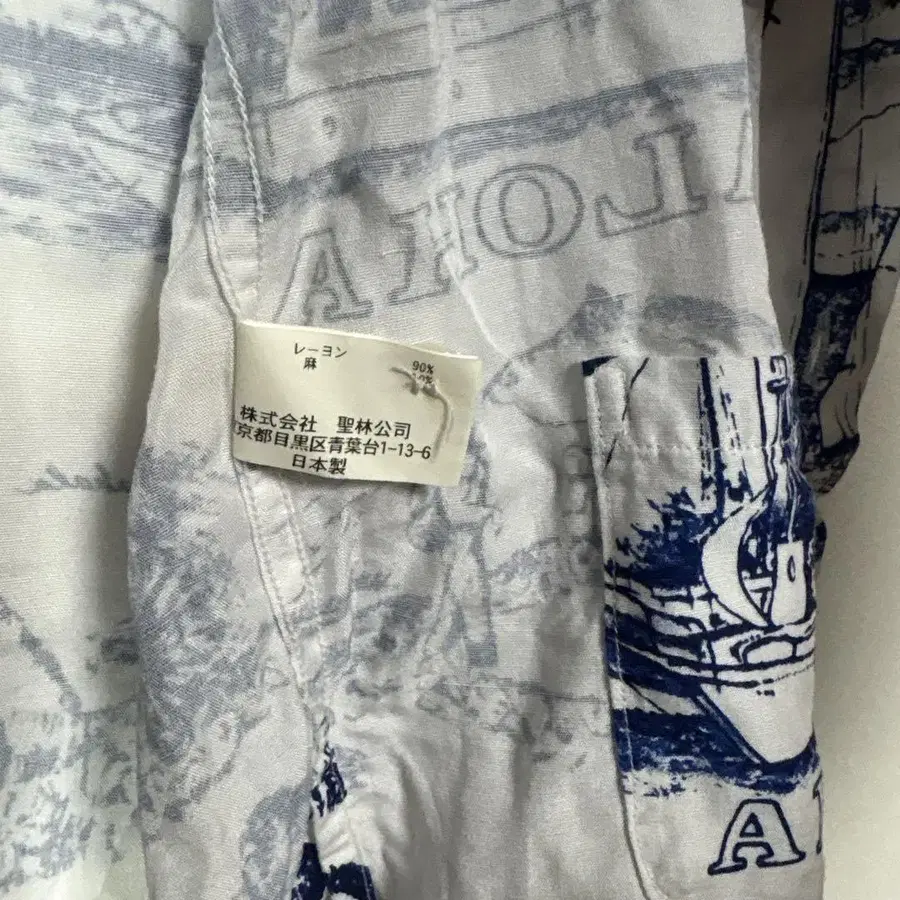 ALOHA
レーヨン 90%
麻
株式会社 聖林公司
京都目黒区青葉台1-13-6
日本製
A